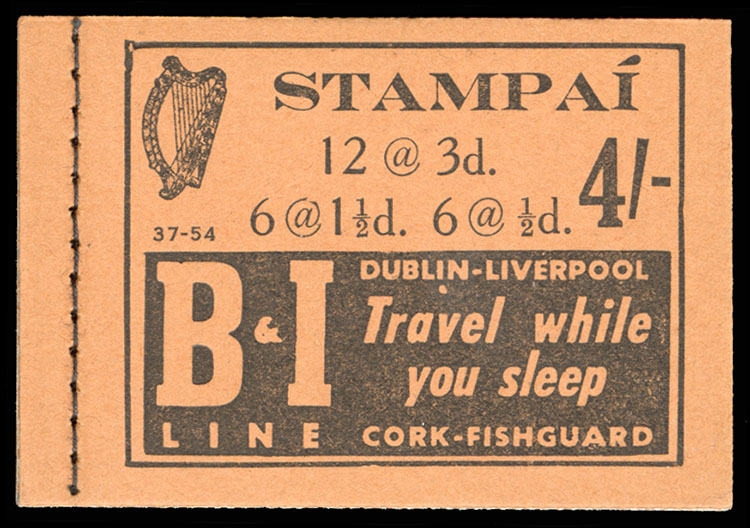 STAMPAÍ
12 @ 3d.
4/-
6 @ 1½d. 6 @ ½d.
37-54
B & I
LINE
DUBLIN-LIVERPOOL
Travel while
you sleep
CORK-FISHGUARD